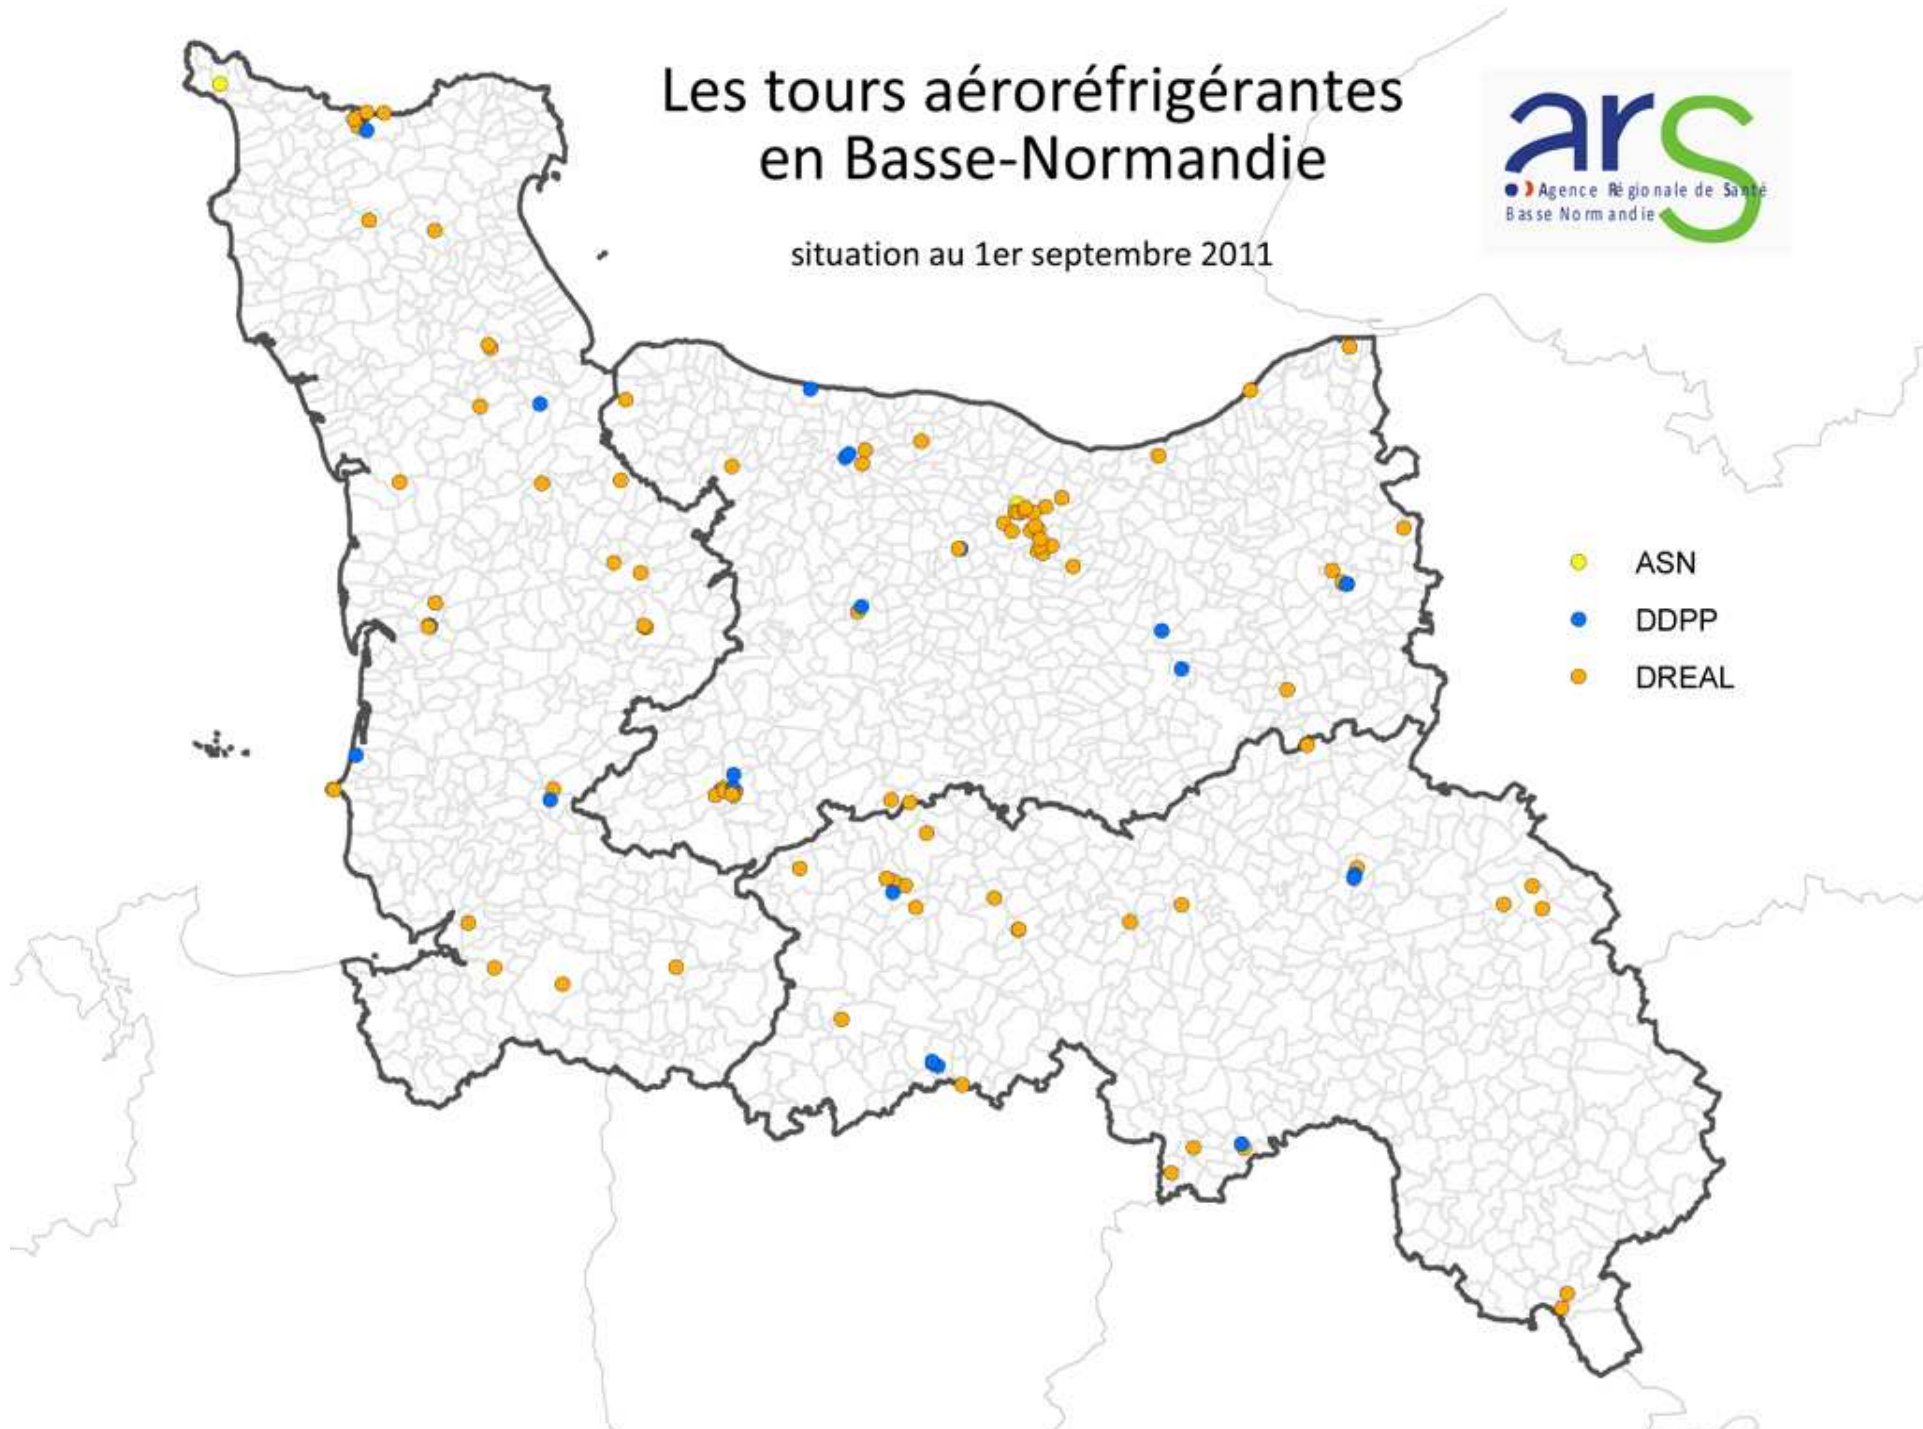 Les tours aéroréfrigérantes
en Basse-Normandie
situation au 1er septembre 2011
ars
Agence Régionale de Santé
Basse Normandie
ASN
DDPP
DREAL